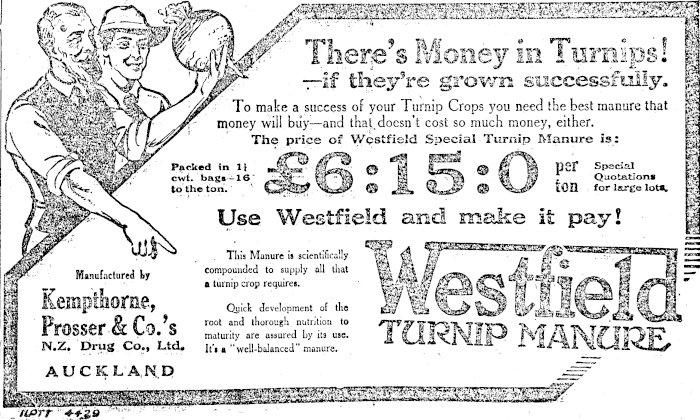 There's Money in Turnips!
—if they're grown successfully.
To make a success of your Turnip Crops you need the best manure that
money will buy—and that doesn't cost so much money, either.
The price of Westfield Special Turnip Manure is:
Packed in 1¼
cwt. bags—16
to the ton.
£6:15:0
per
ton
Special
Quotations
for large lots.
Use Westfield and make it pay!
Manufactured by
Kempthorne,
Prosser & Co.'s
N.Z. Drug Co., Ltd.
AUCKLAND
This Manure is scientifically
compounded to supply all that
a turnip crop requires.
Quick development of the
root and thorough nutrition to
maturity are assured by its use.
It's a "well-balanced" manure.
Westfield
TURNIP MANURE